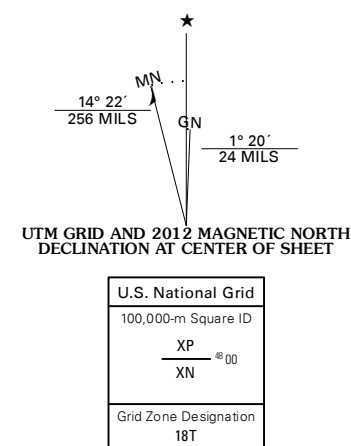 ★
MN
14° 22´
256 MILS
GN
1° 20´
24 MILS
UTM GRID AND 2012 MAGNETIC NORTH
DECLINATION AT CENTER OF SHEET
U.S. National Grid
100,000-m Square ID
XP
48 00
XN
Grid Zone Designation
18T